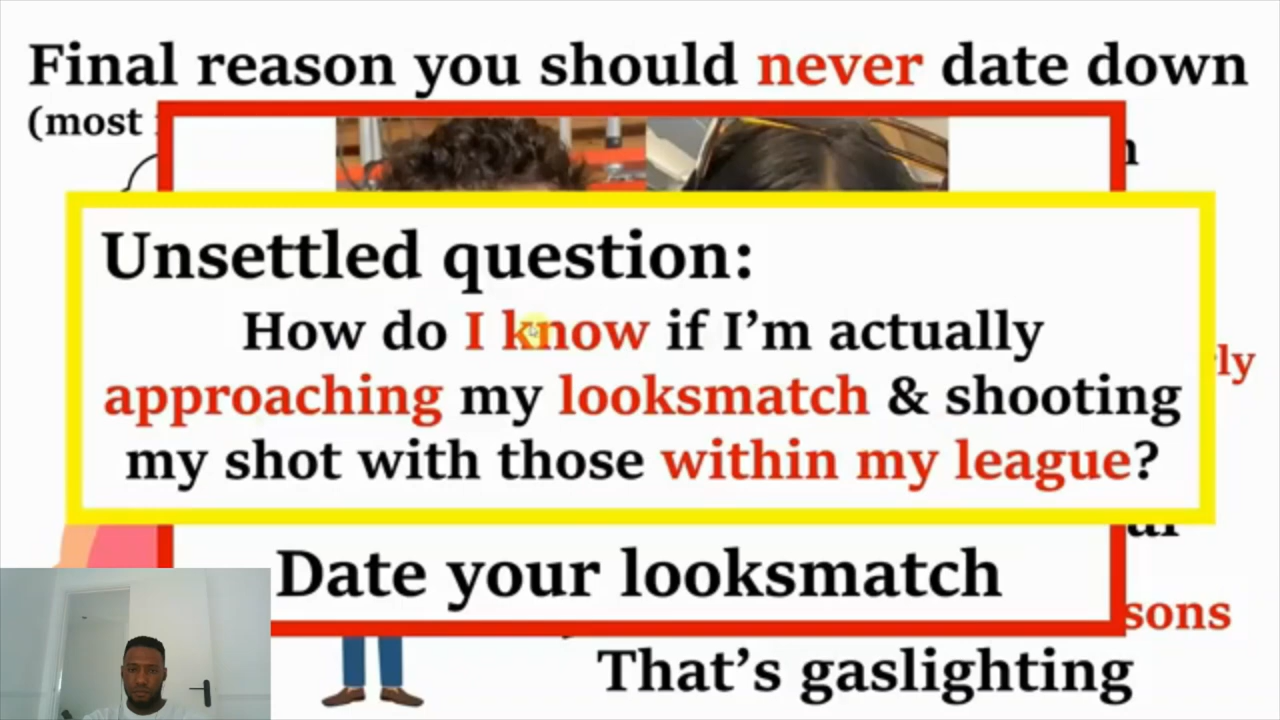 Final reason you should never date down
(most
Unsettled question:
How do I know if I’m actually
approaching my looksmatch & shooting
my shot with those within my league?
Date your looksmatch
That’s gaslighting